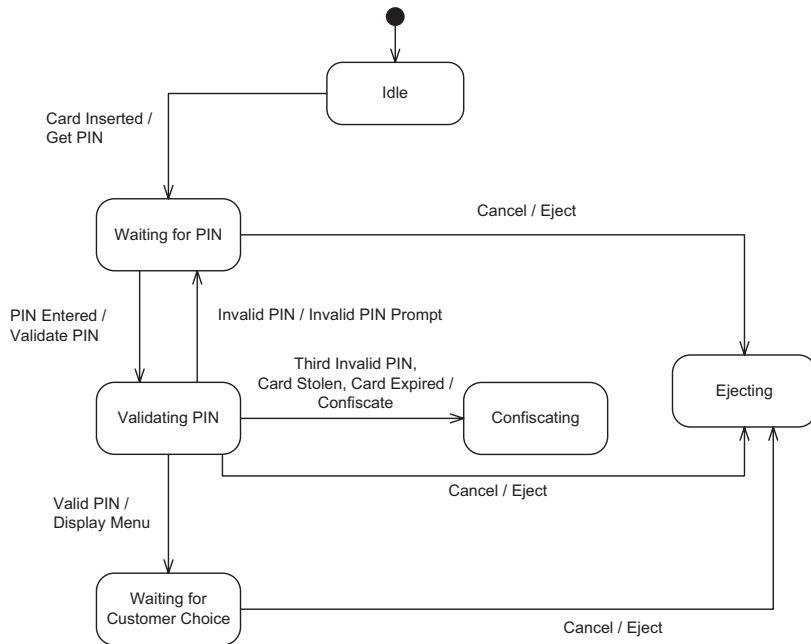 Idle
Card Inserted /
Get PIN
Waiting for PIN
Cancel / Eject
PIN Entered /
Validate PIN
Invalid PIN / Invalid PIN Prompt
Third Invalid PIN,
Card Stolen, Card Expired /
Confiscate
Ejecting
Validating PIN
Confiscating
Cancel / Eject
Valid PIN /
Display Menu
Waiting for
Customer Choice
Cancel / Eject